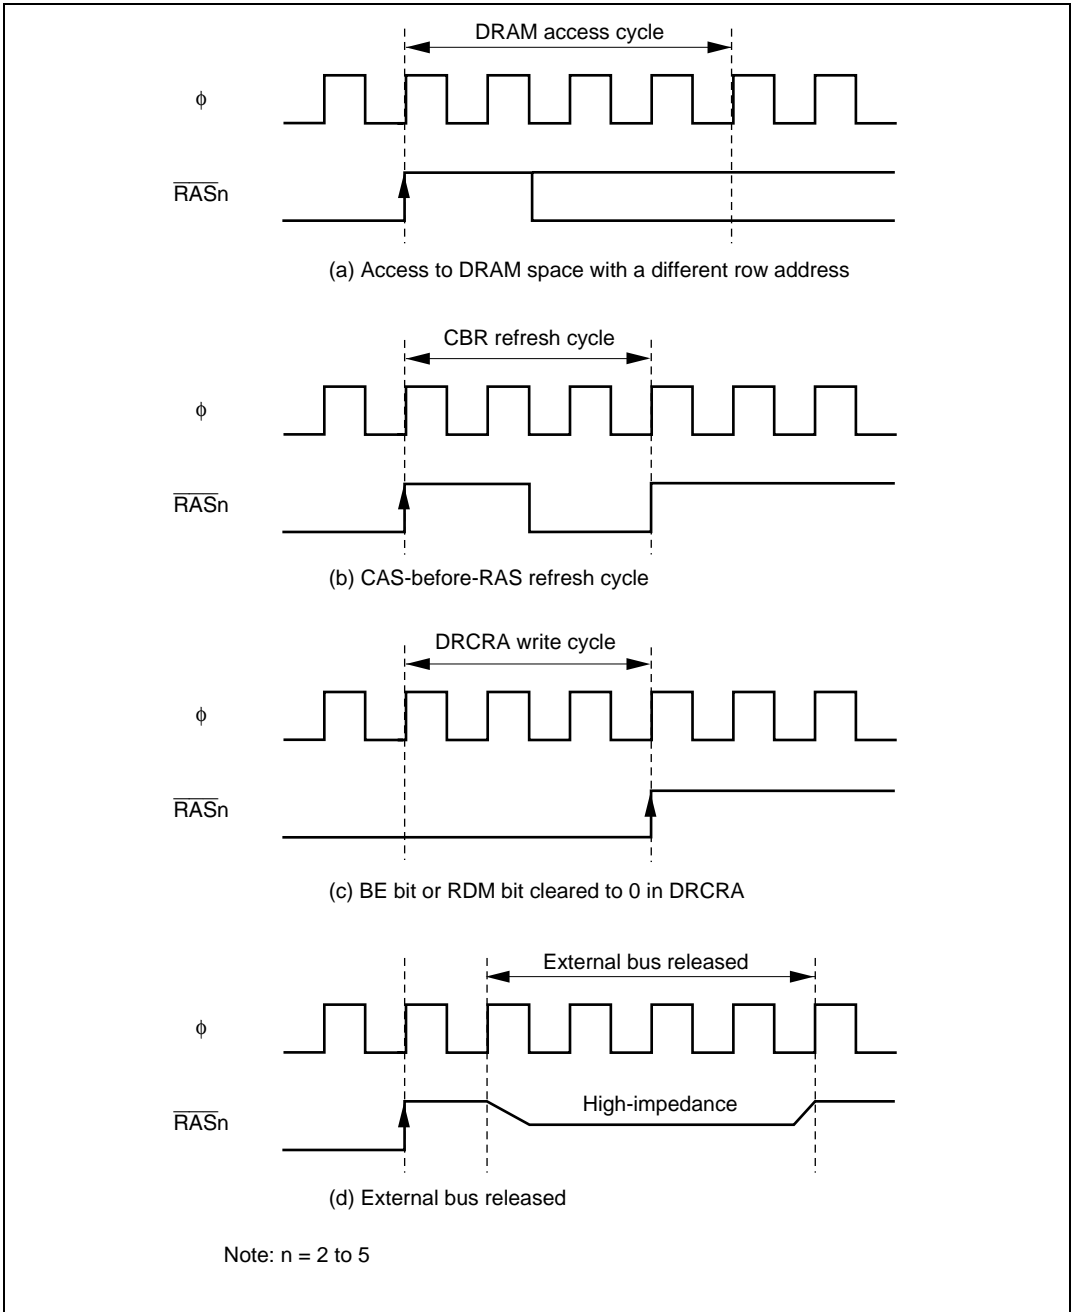 DRAM access cycle
φ
RASn
(a) Access to DRAM space with a different row address
CBR refresh cycle
φ
RASn
(b) CAS-before-RAS refresh cycle
DRCRA write cycle
φ
RASn
(c) BE bit or RDM bit cleared to 0 in DRCRA
External bus released
φ
High-impedance
RASn
(d) External bus released
Note: n = 2 to 5